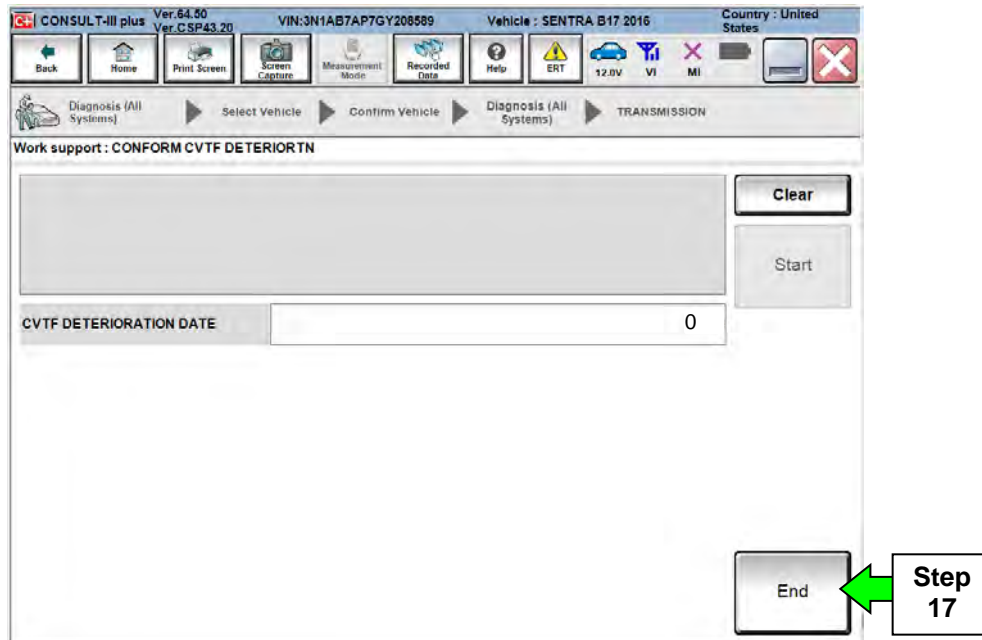 C+ CONSULT-III plus Ver.64.50 VIN:3N1AB7AP7GY208589 Vehicle : SENTRA B17 2016 Country : United
Ver.CSP43.20 States
Back Home Print Screen Screen Capture Measurement Mode Recorded Data Help ERT 12.0V VI MI
Diagnosis (All Systems) Select Vehicle Confirm Vehicle Diagnosis (All Systems) TRANSMISSION
Work support : CONFORM CVTF DETERIORTN
Clear
Start
CVTF DETERIORATION DATE 0
End
Step
17